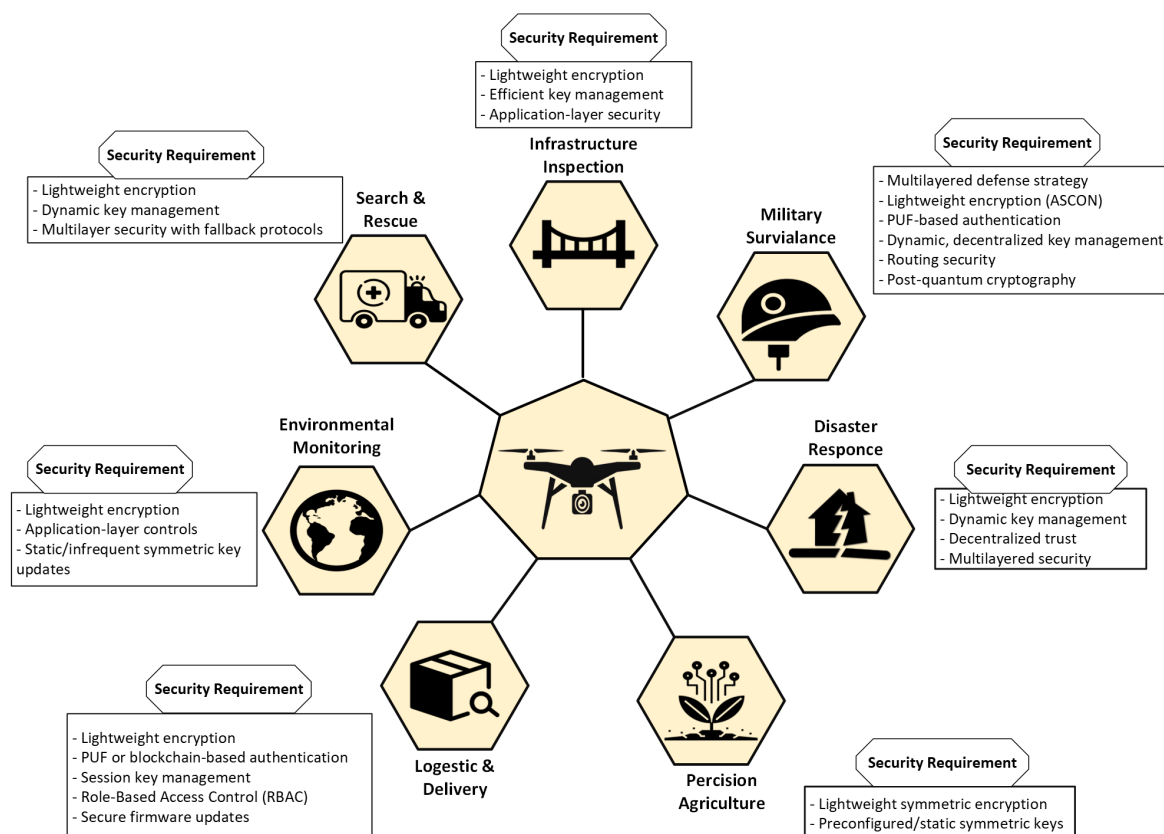 Security Requirement
- Lightweight encryption
- Efficient key management
- Application-layer security
Infrastructure
Inspection
Security Requirement
- Lightweight encryption
- Dynamic key management
- Multilayer security with fallback protocols
Search &
Rescue
Security Requirement
- Multilayered defense strategy
- Lightweight encryption (ASCON)
- PUF-based authentication
- Dynamic, decentralized key management
- Routing security
- Post-quantum cryptography
Military
Survialance
Environmental
Monitoring
Security Requirement
- Lightweight encryption
- Application-layer controls
- Static/infrequent symmetric key
updates
Disaster
Responce
Security Requirement
- Lightweight encryption
- Dynamic key management
- Decentralized trust
- Multilayered security
Security Requirement
- Lightweight encryption
- PUF or blockchain-based authentication
- Session key management
- Role-Based Access Control (RBAC)
- Secure firmware updates
Logestic &
Delivery
Percision
Agriculture
Security Requirement
- Lightweight symmetric encryption
- Preconfigured/static symmetric keys